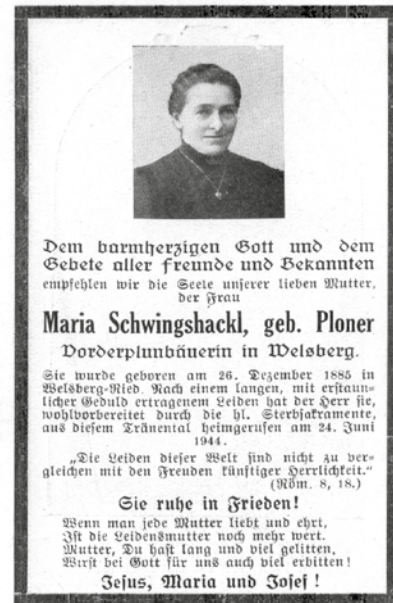 Dem barmherzigen Gott und dem
Gebete aller Freunde und Bekannten
empfehlen wir die Seele unserer lieben Mutter,
der Frau
Maria Schwingshackl, geb. Ploner
Vorderplunbäuerin in Welsberg.
Sie wurde geboren am 26. Dezember 1885 in
Welsberg-Ried. Nach einem langen, mit erstaun-
licher Geduld ertragenem Leiden hat der Herr sie,
wohlvorbereitet durch die hl. Sterbsakramente,
aus diesem Tränental heimgerufen am 24. Juni
1944.
„Die Leiden dieser Welt sind nicht zu ver-
gleichen mit den Freuden künftiger Herrlichkeit.“
(Röm. 8, 18.)
Sie ruhe in Frieden!
Wenn man jede Mutter liebt und ehrt,
Ist die Leidensmutter noch mehr wert.
Mutter, Du hast lang und viel gelitten,
Wirst bei Gott für uns auch viel erbitten!
Jesus, Maria und Josef!